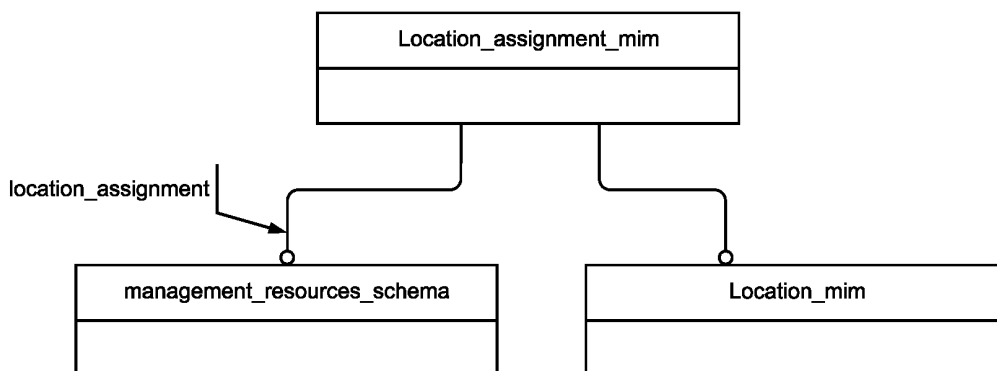 Location_assignment_mim
location_assignment
management_resources_schema
Location_mim